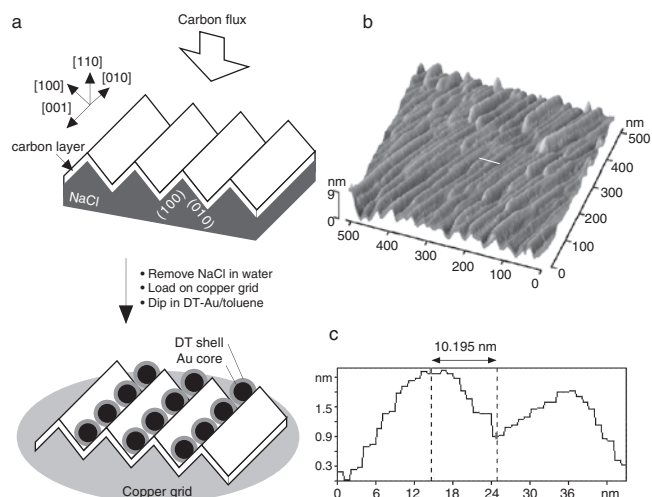 a
Carbon flux
[110]
[100]
[010]
[001]
carbon layer
NaCl
(100)
(010)
• Remove NaCl in water
• Load on copper grid
• Dip in DT-Au/toluene
DT shell
Au core
Copper grid
b
nm
500
400
300
200
100
0
nm
9
0
500
400
300
200
100
0
c
10.195 nm
nm
1.5
0.9
0.3
0
6
12
18
24
30
36
nm